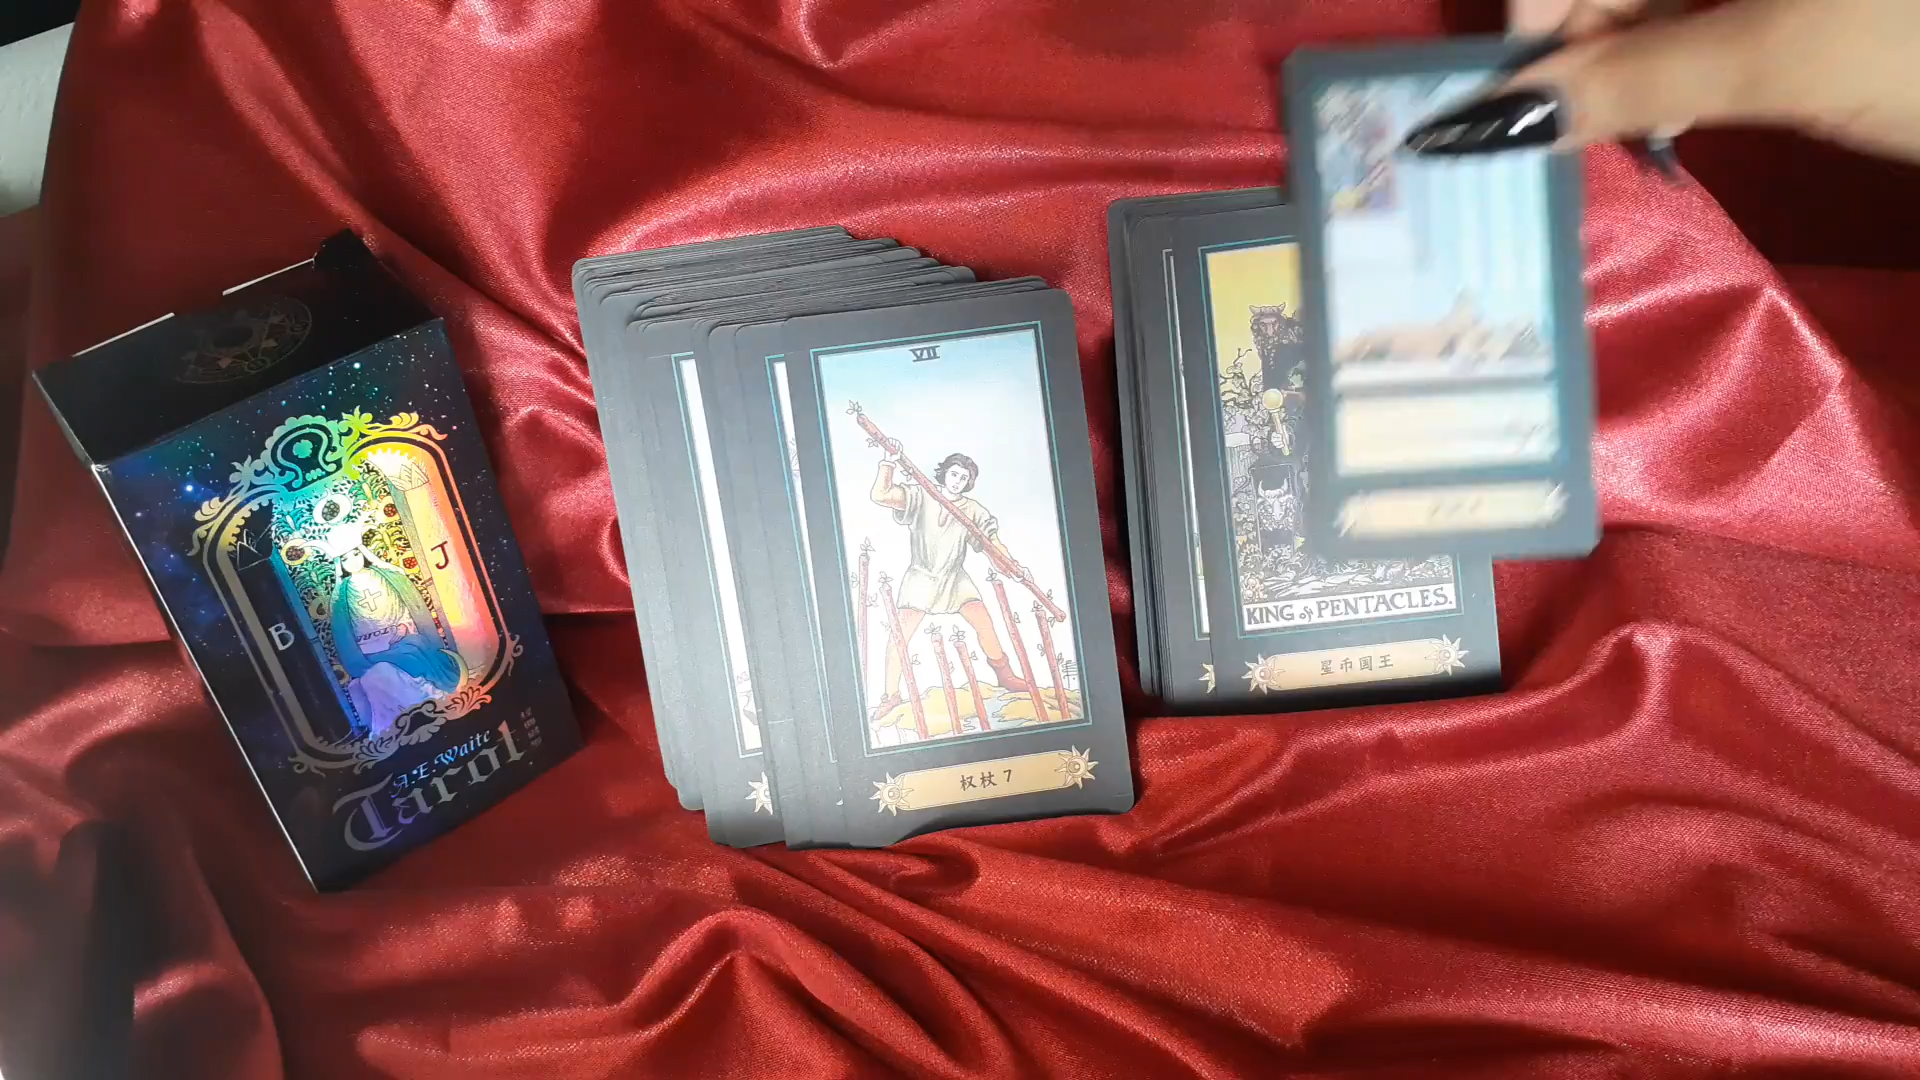 B
J
A.E. Waite
Tarot
VII
权杖 7
KING of PENTACLES.
星币国王